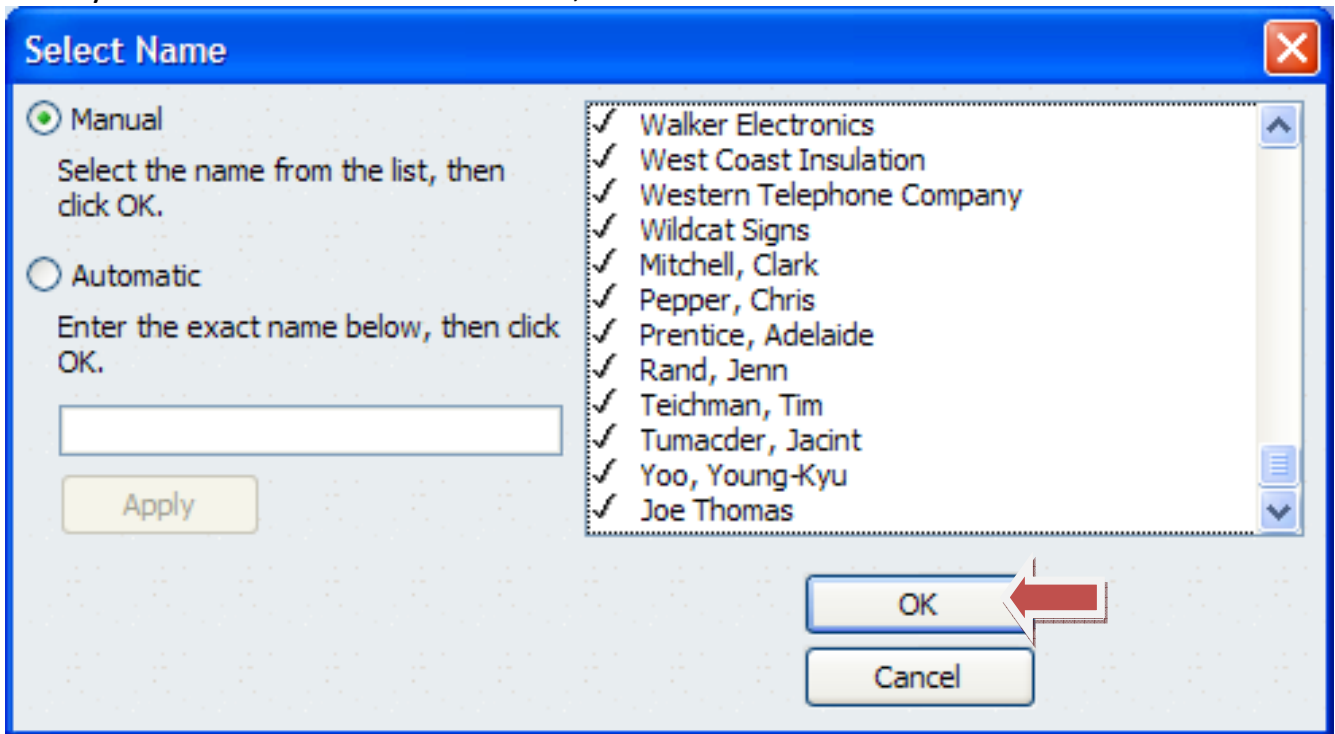 Select Name
Manual
Select the name from the list, then
click OK.
Automatic
Enter the exact name below, then click
OK.
Apply
✓ Walker Electronics
✓ West Coast Insulation
✓ Western Telephone Company
✓ Wildcat Signs
✓ Mitchell, Clark
✓ Pepper, Chris
✓ Prentice, Adelaide
✓ Rand, Jenn
✓ Teichman, Tim
✓ Tumacder, Jacint
✓ Yoo, Young-Kyu
✓ Joe Thomas
OK
Cancel